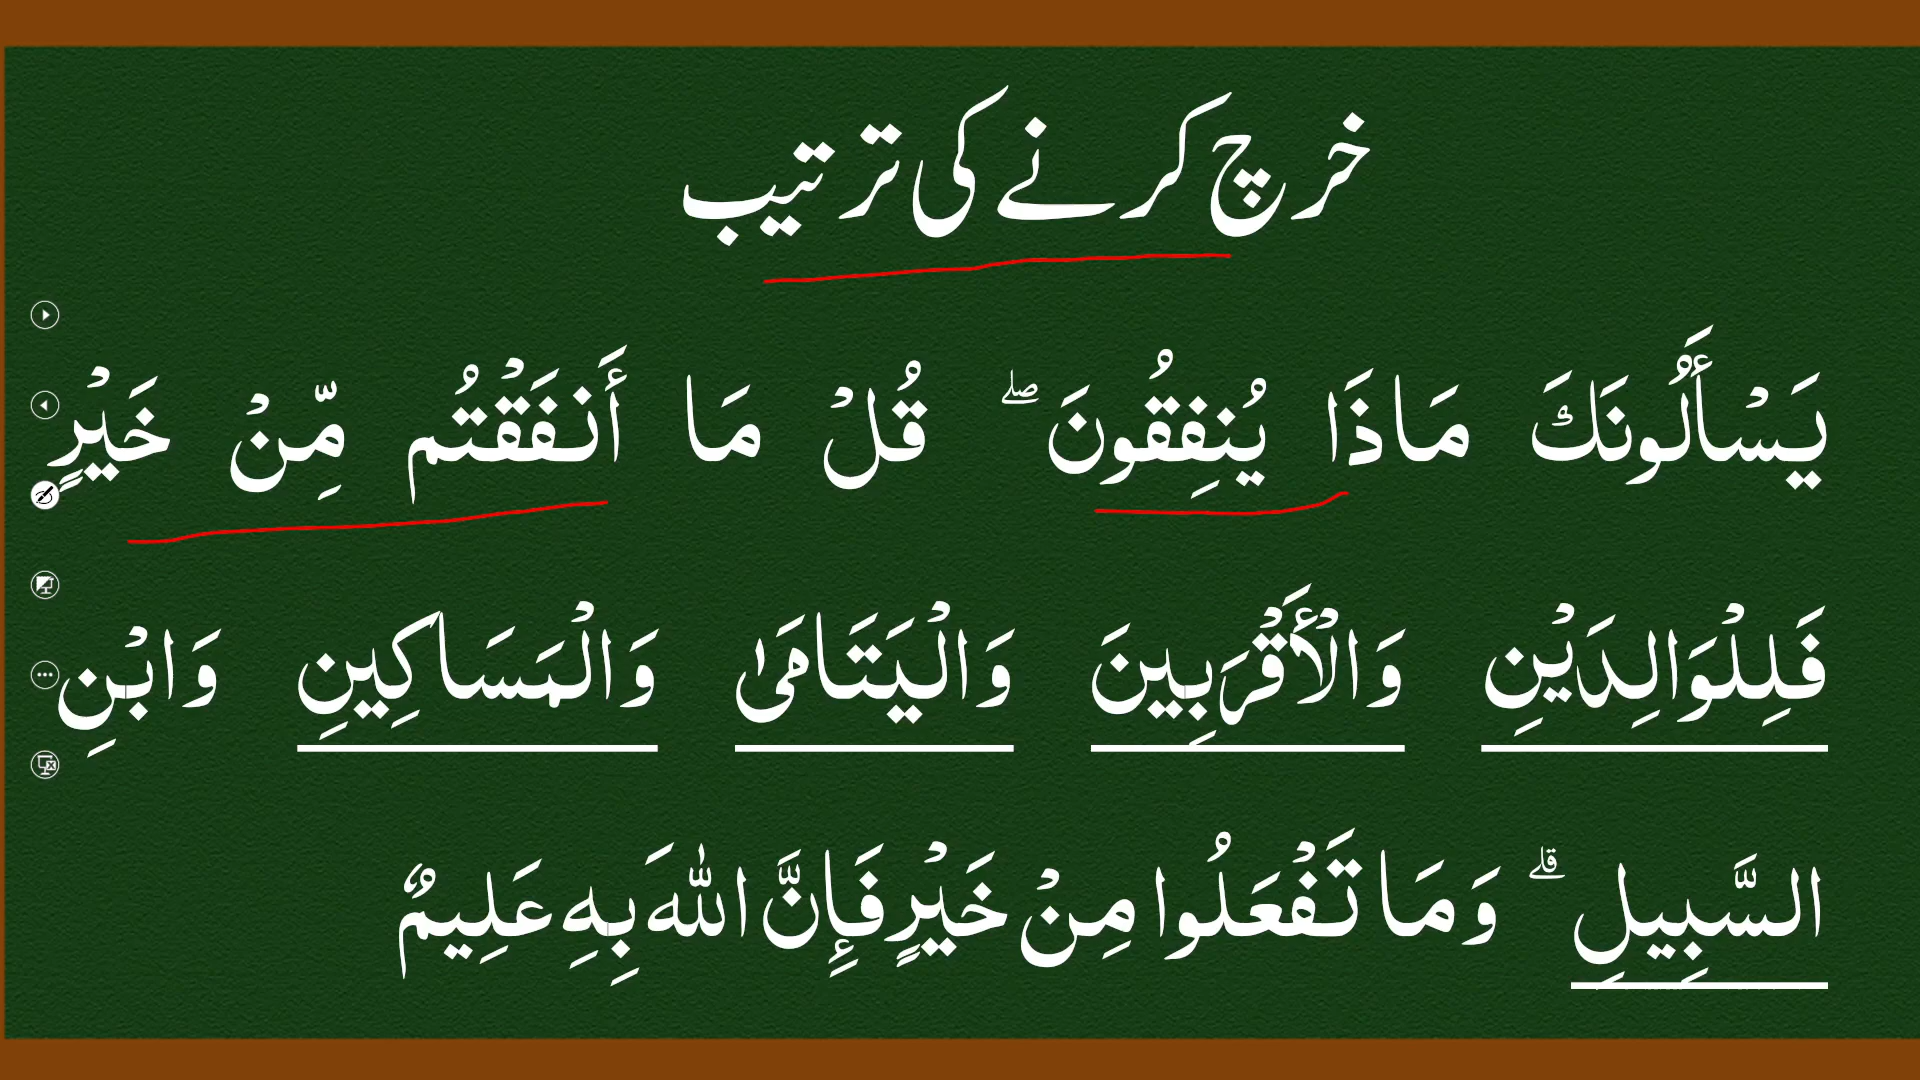 خرچ کرنے کی ترتیب
يَسْأَلُونَكَ مَاذَا يُنفِقُونَ ۖ قُلْ مَا أَنفَقْتُم مِّنْ خَيْرٍ
فَلِلْوَالِدَيْنِ وَالْأَقْرَبِينَ وَالْيَتَامَىٰ وَالْمَسَاكِينِ وَابْنِ
السَّبِيلِ ۗ وَمَا تَفْعَلُوا مِنْ خَيْرٍ فَإِنَّ اللَّهَ بِهِ عَلِيمٌ